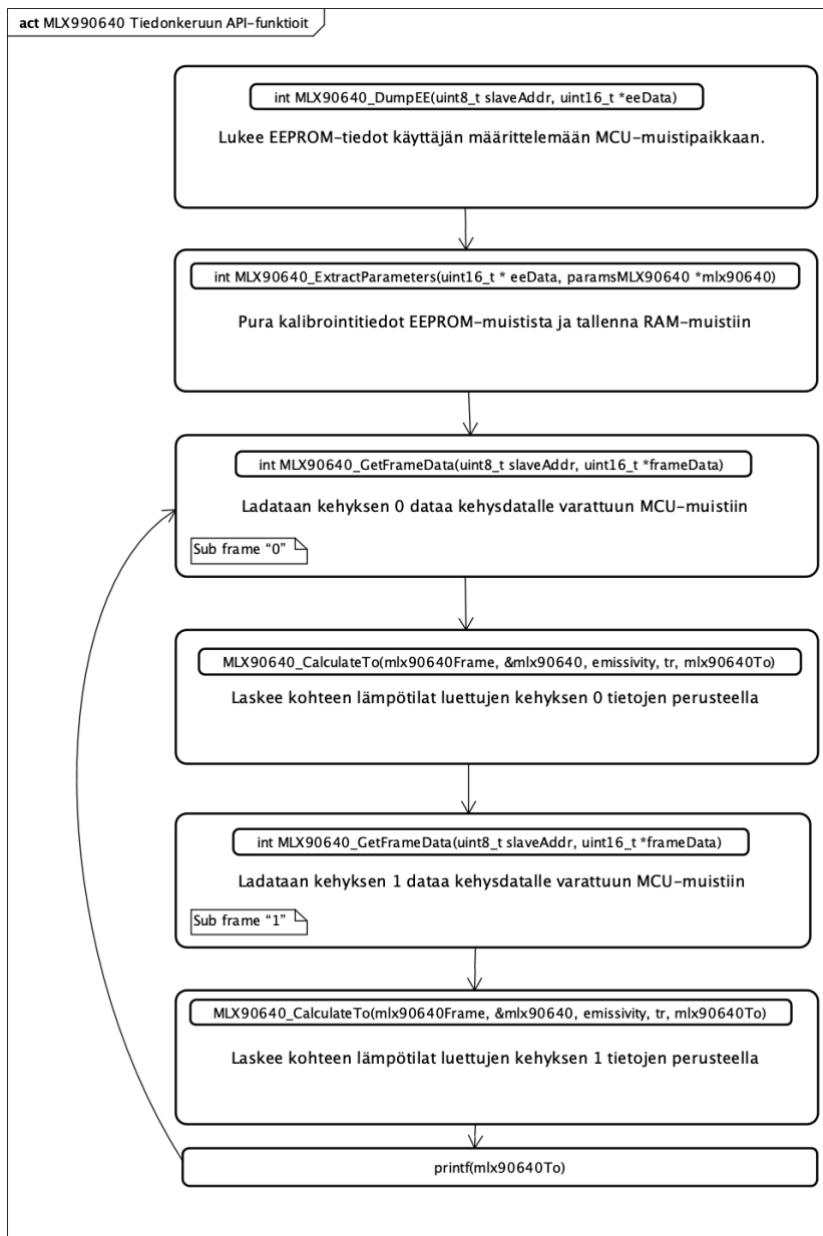 act MLX990640 Tiedonkeruun API-funktioit
int MLX90640_DumpEE(uint8_t slaveAddr, uint16_t *eeData)
Lukee EEPROM-tiedot käyttäjän määrittelemään MCU-muistipaikkaan.
int MLX90640_ExtractParameters(uint16_t * eeData, paramsMLX90640 *mlx90640)
Pura kalibrointitiedot EEPROM-muistista ja tallenna RAM-muistiin
int MLX90640_GetFrameData(uint8_t slaveAddr, uint16_t *frameData)
Ladataan kehyksen 0 dataa kehysdatalle varattuun MCU-muistiin
Sub frame “0”
MLX90640_CalculateTo(mlx90640Frame, &mlx90640, emissivity, tr, mlx90640To)
Laskee kohteen lämpötilat luettujen kehyksen 0 tietojen perusteella
int MLX90640_GetFrameData(uint8_t slaveAddr, uint16_t *frameData)
Ladataan kehyksen 1 dataa kehysdatalle varattuun MCU-muistiin
Sub frame “1”
MLX90640_CalculateTo(mlx90640Frame, &mlx90640, emissivity, tr, mlx90640To)
Laskee kohteen lämpötilat luettujen kehyksen 1 tietojen perusteella
printf(mlx90640To)